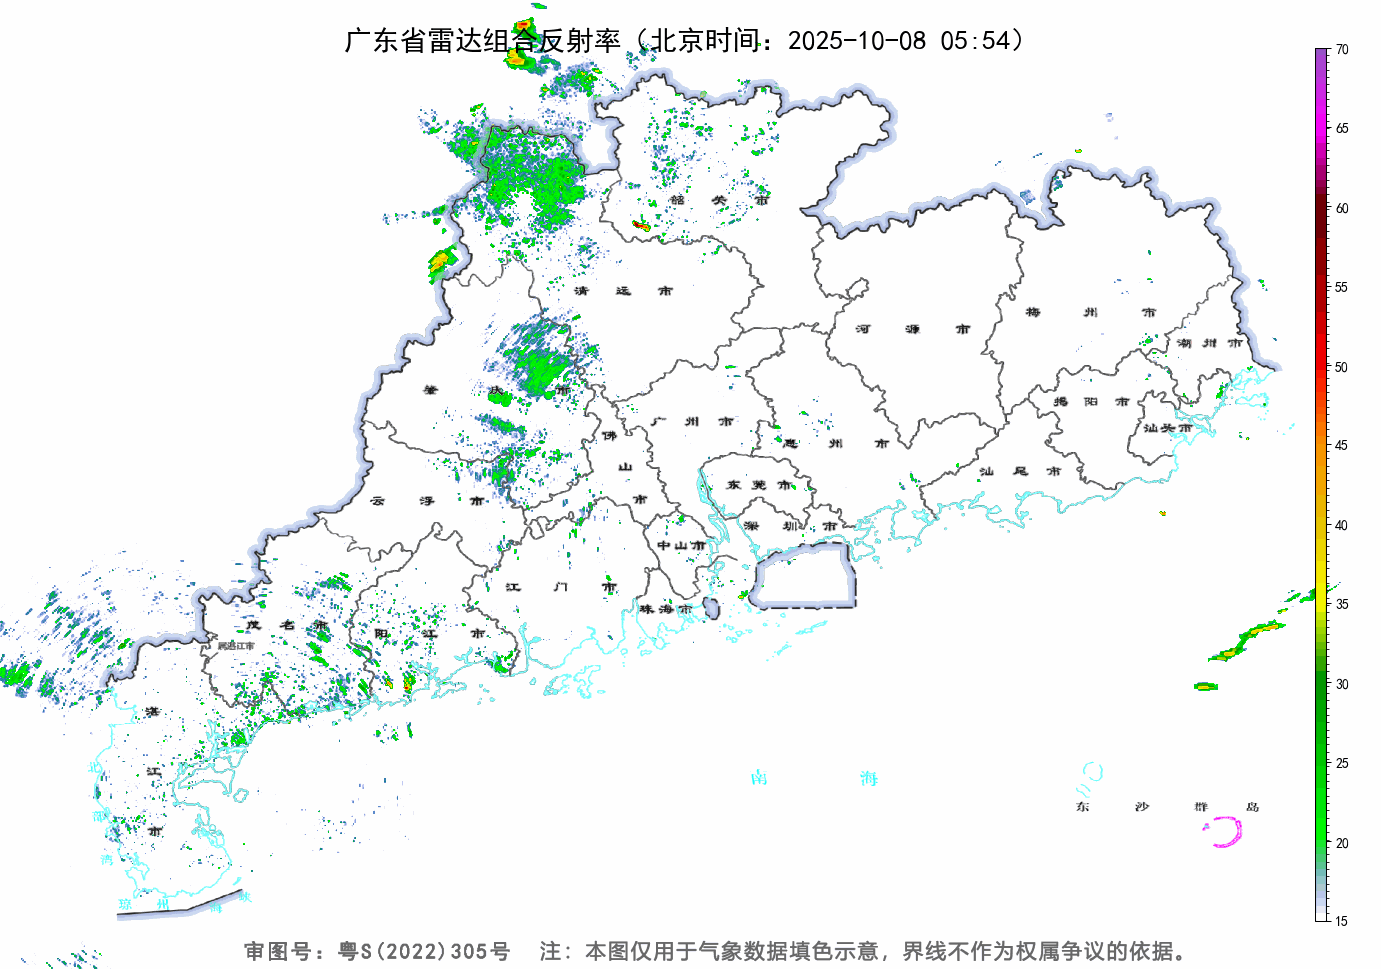 广东省雷达组合反射率（北京时间：2025-10-08 05:54）
70
65
60
55
50
45
40
35
30
25
20
15
韶关市
清远市
河源市
梅州市
潮州市
肇庆市
广州市
佛山市
惠州市
揭阳市
汕头市
汕尾市
东莞市
云浮市
深圳市
中山市
江门市
珠海市
茂名市
阳江市
属湛江市
湛江市
北部湾
琼州海峡
南海
东沙群岛
审图号：粤S(2022)305号 注：本图仅用于气象数据填色示意，界线不作为权属争议的依据。